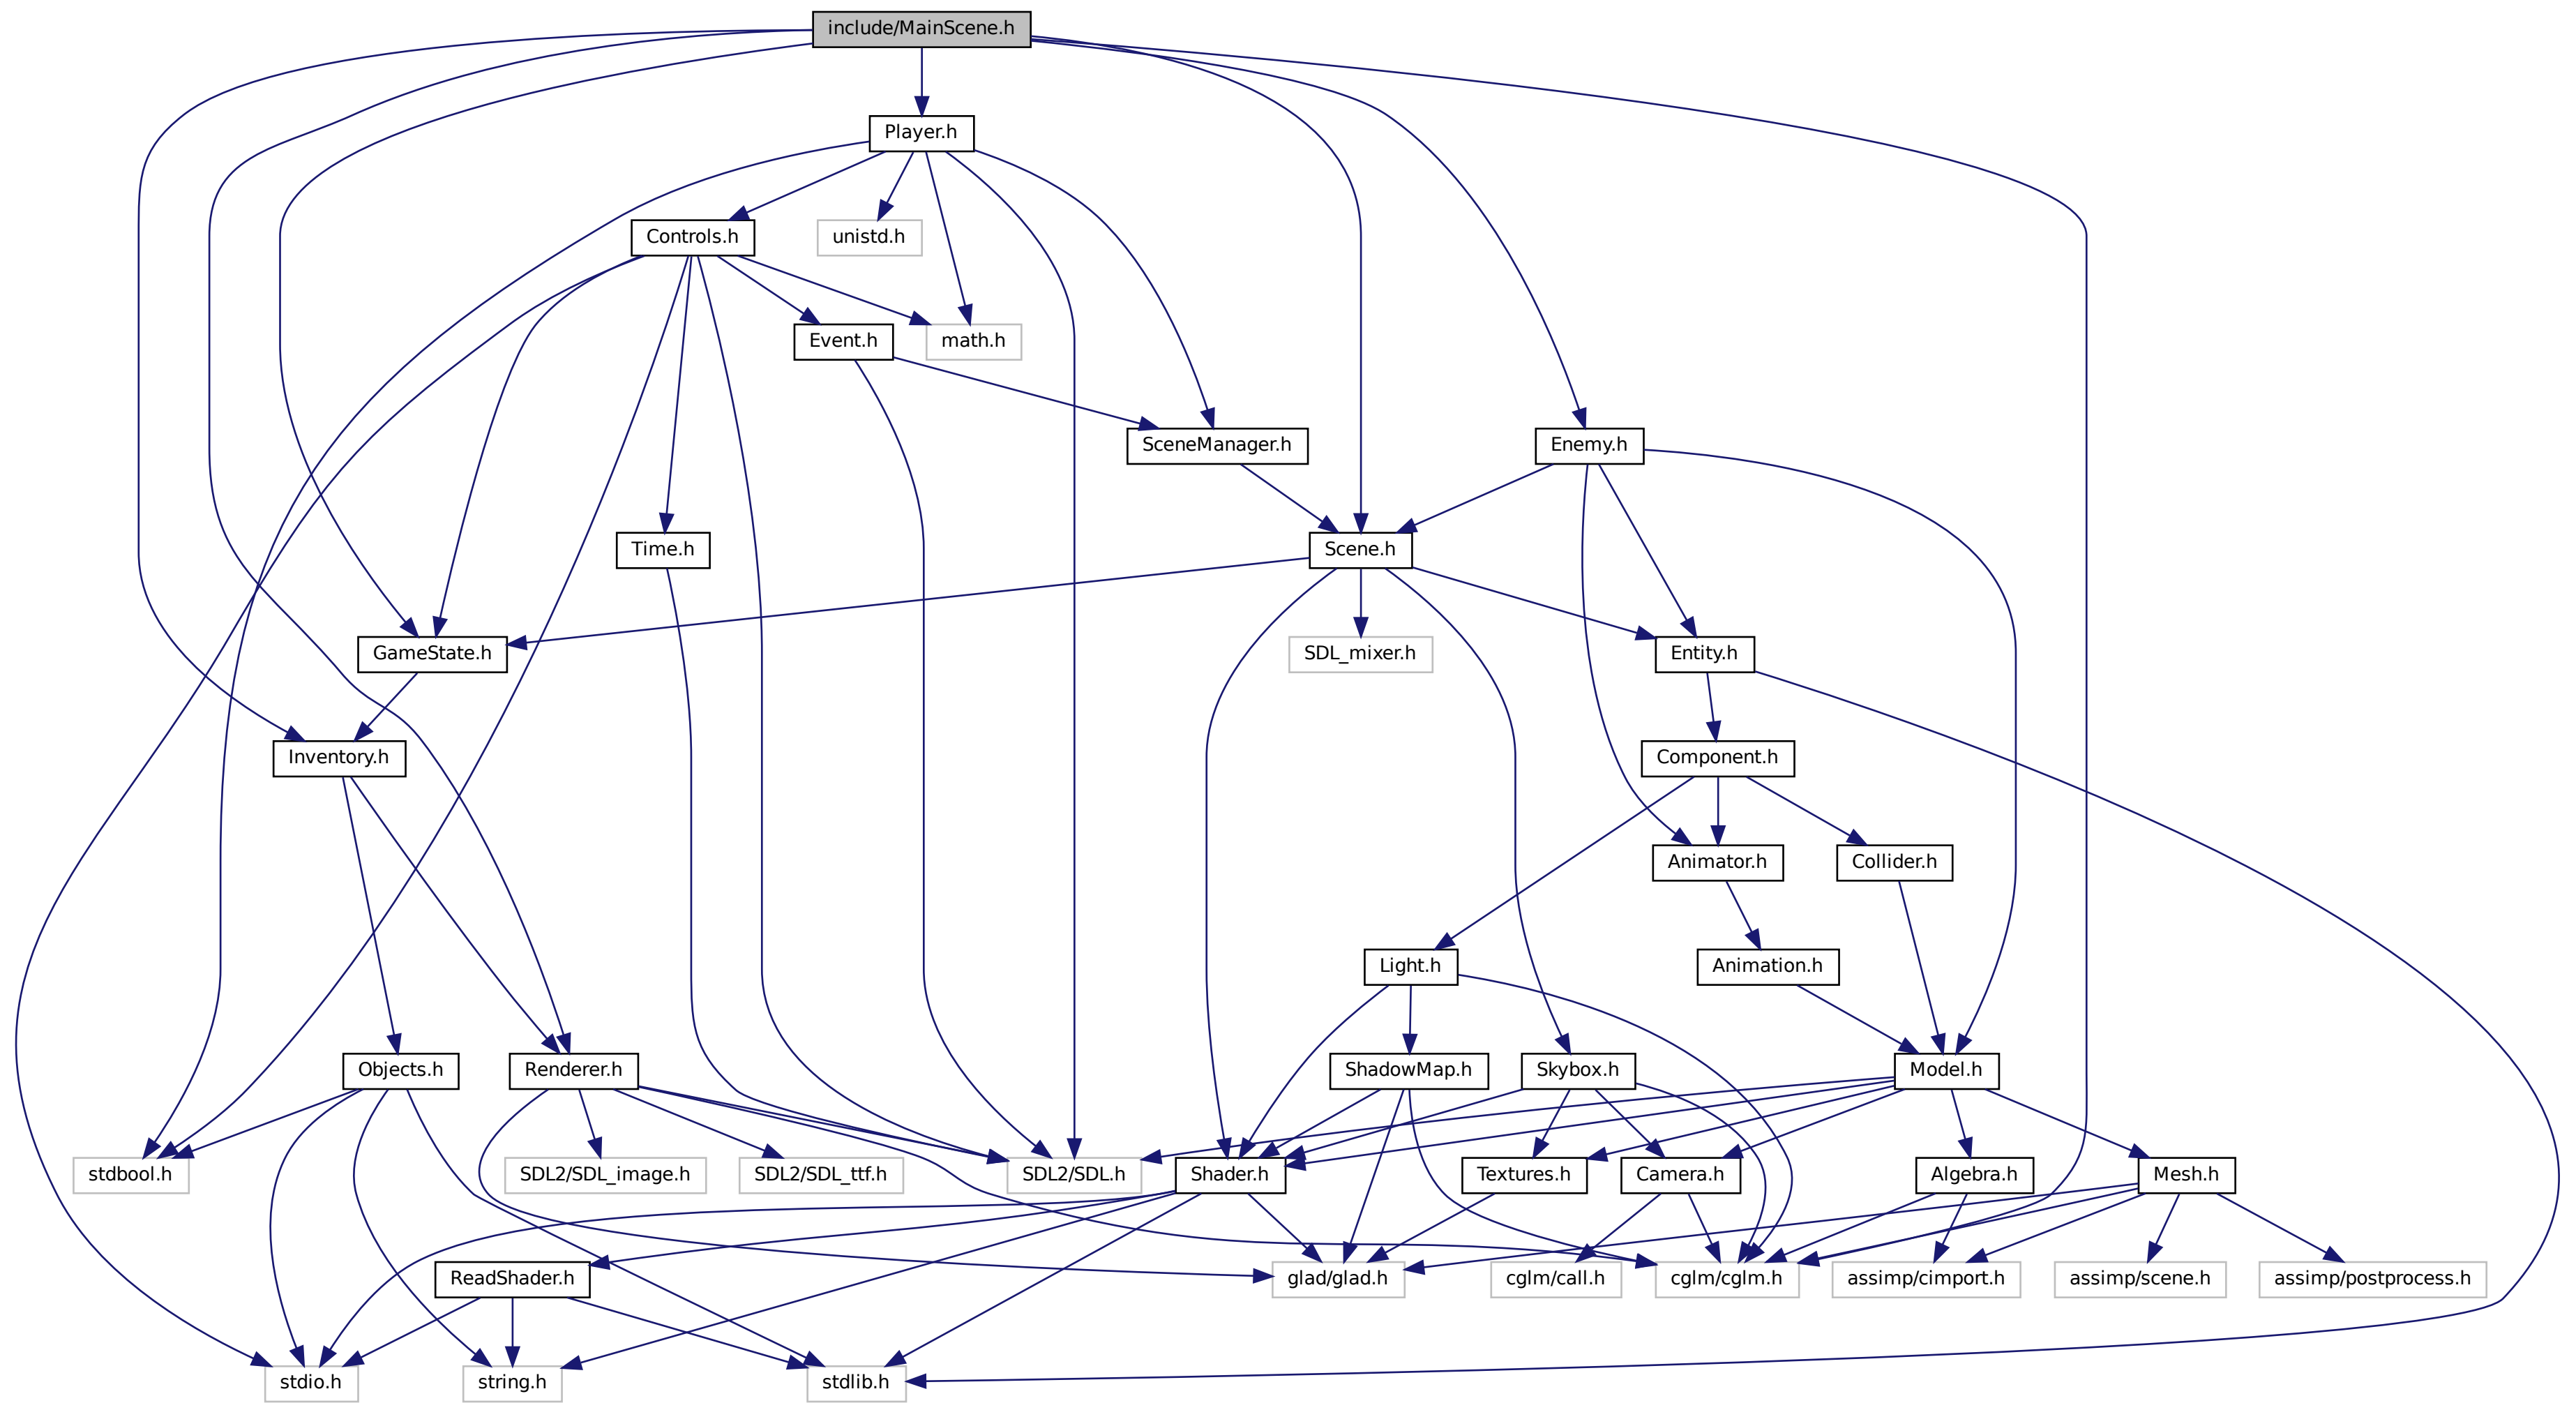 include/MainScene.h
Player.h
Controls.h
unistd.h
Event.h
math.h
SceneManager.h
Enemy.h
Time.h
Scene.h
GameState.h
SDL_mixer.h
Entity.h
Inventory.h
Component.h
Animator.h
Collider.h
Light.h
Animation.h
Objects.h
Renderer.h
ShadowMap.h
Skybox.h
Model.h
stdbool.h
SDL2/SDL_image.h
SDL2/SDL_ttf.h
SDL2/SDL.h
Shader.h
Textures.h
Camera.h
Algebra.h
Mesh.h
ReadShader.h
glad/glad.h
cglm/call.h
cglm/cglm.h
assimp/cimport.h
assimp/scene.h
assimp/postprocess.h
stdio.h
string.h
stdlib.h